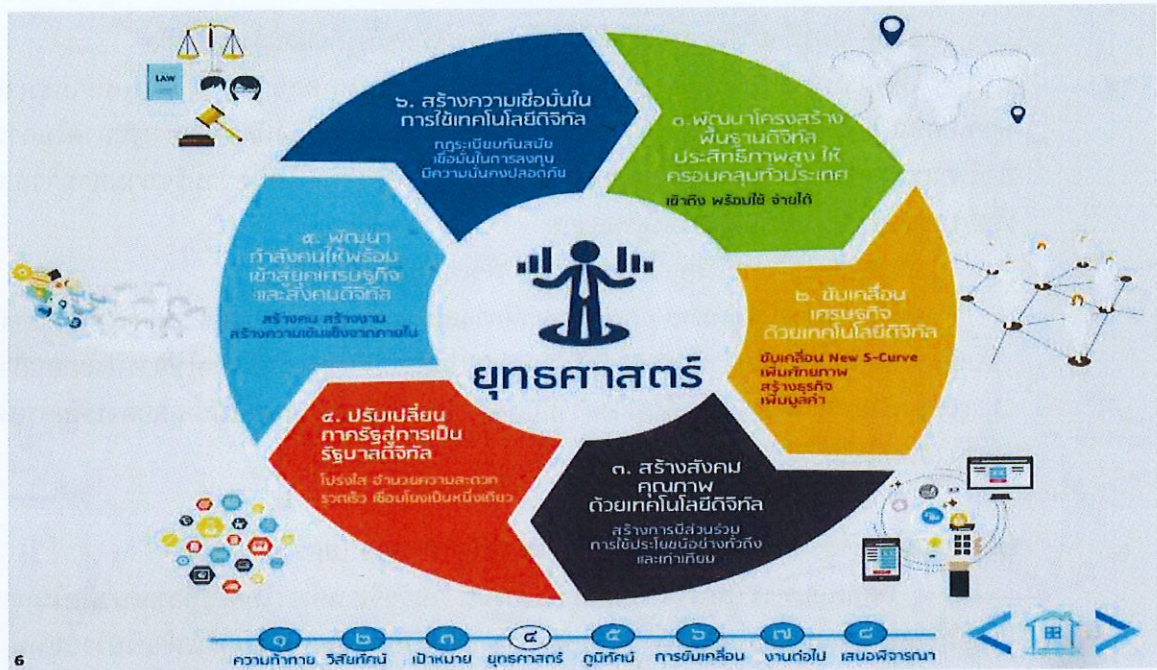 LAW
๖. สร้างความเชื่อมั่นใน
การใช้เทคโนโลยีดิจิทัล
กฎระเบียบทันสมัย
เชื่อมั่นในการลงทุน
มีความมั่นคงปลอดภัย
๑.พัฒนาโครงสร้าง
พื้นฐานดิจิทัล
ประสิทธิภาพสูง ให้
ครอบคลุมทั่วประเทศ
เข้าถึง พร้อมใช้ จ่ายได้
๒. ขับเคลื่อน
เศรษฐกิจ
ด้วยเทคโนโลยีดิจิทัล
ขับเคลื่อน New S-Curve
เพิ่มศักยภาพ
สร้างธุรกิจ
เพิ่มมูลค่า
๓. สร้างสังคม
คุณภาพ
ด้วยเทคโนโลยีดิจิทัล
สร้างการมีส่วนร่วม
การใช้ประโยชน์อย่างทั่วถึง
และเท่าเทียม
๔. ปรับเปลี่ยน
ภาครัฐสู่การเป็น
รัฐบาลดิจิทัล
โปร่งใส อำนวยความสะดวก
รวดเร็ว เชื่อมโยงเป็นหนึ่งเดียว
๕. พัฒนา
กำลังคนให้พร้อม
เข้าสู่ยุคเศรษฐกิจ
และสังคมดิจิทัล
สร้างคน สร้างงาน
สร้างความเข้มแข็งจากภายใน
ยุทธศาสตร์
๑ ๒ ๓ ๔ ๕ ๖ ๗ ๘
ความท้าทาย วิสัยทัศน์ เป้าหมาย ยุทธศาสตร์ ภูมิทัศน์ การขับเคลื่อน งานต่อไป เสนอพิจารณา
6